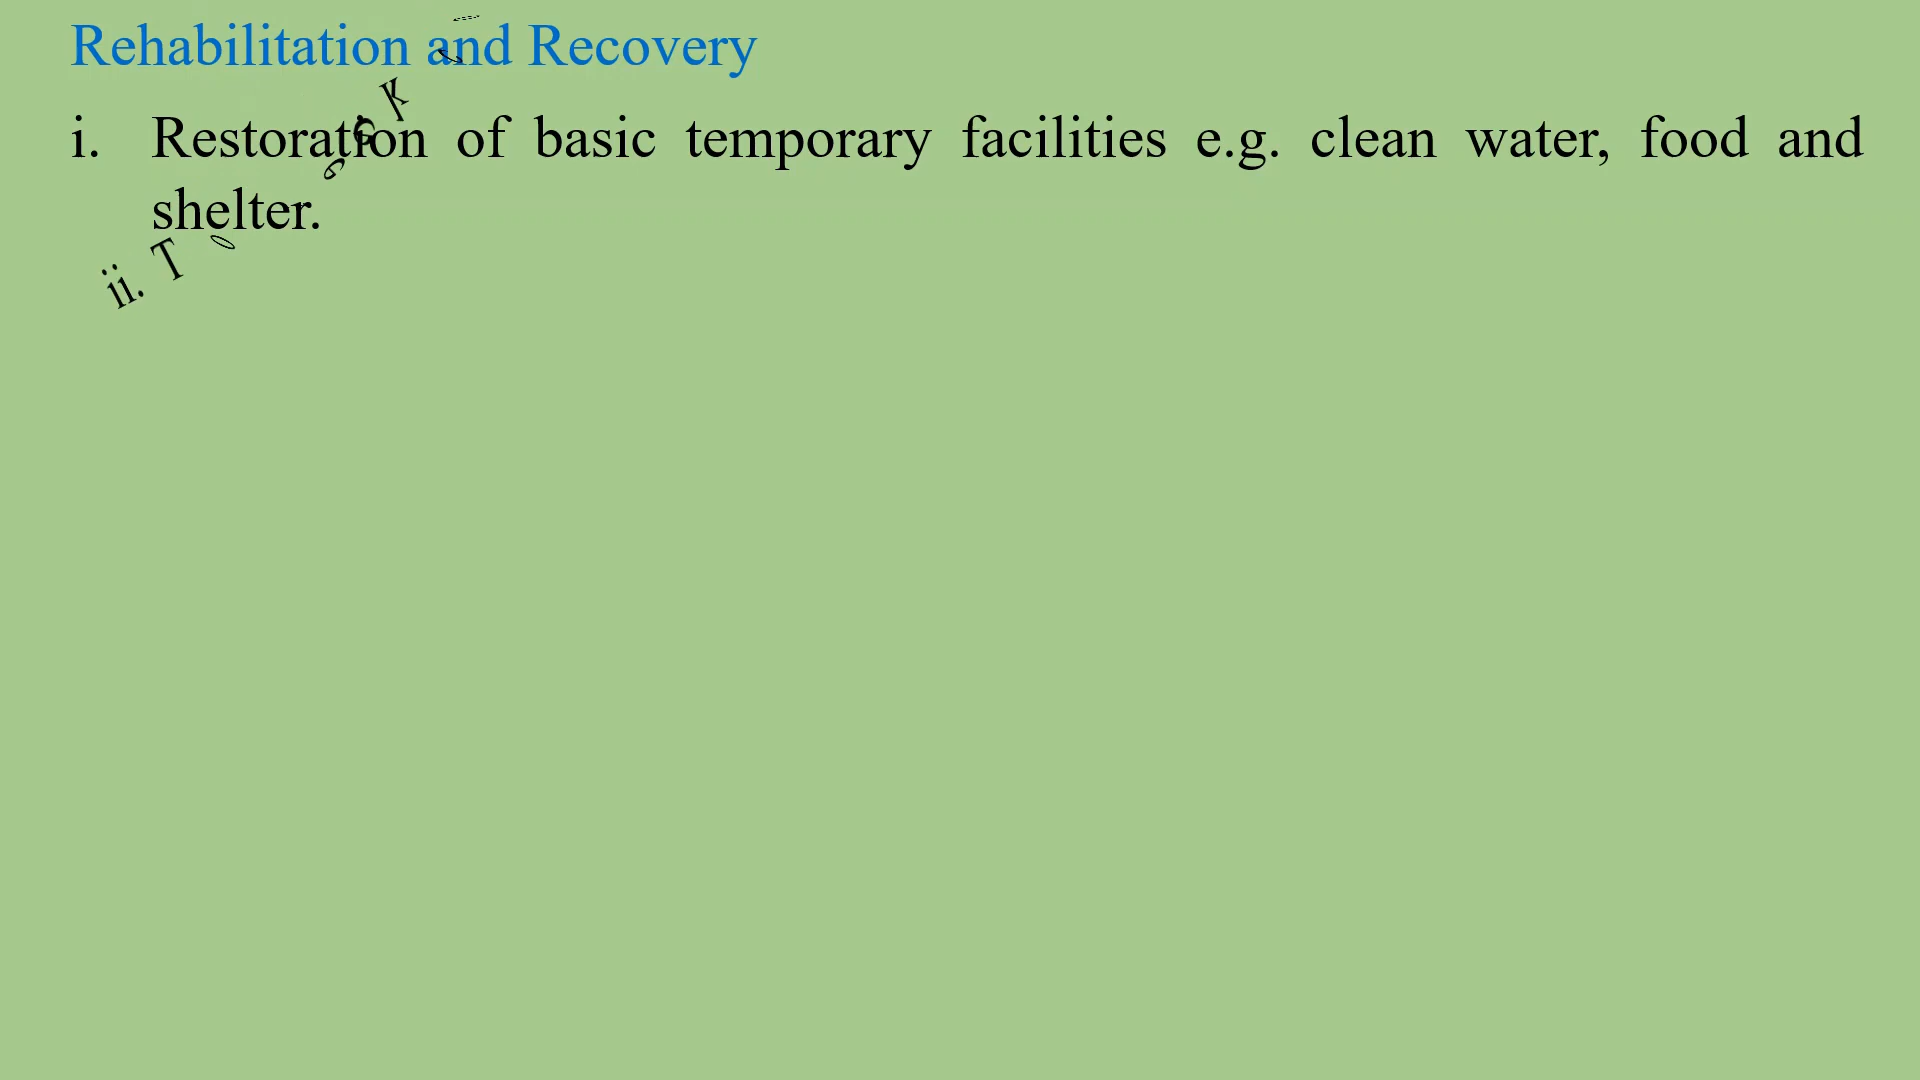 Rehabilitation and Recovery
i. Restoration of basic temporary facilities e.g. clean water, food and
shelter.
ii.